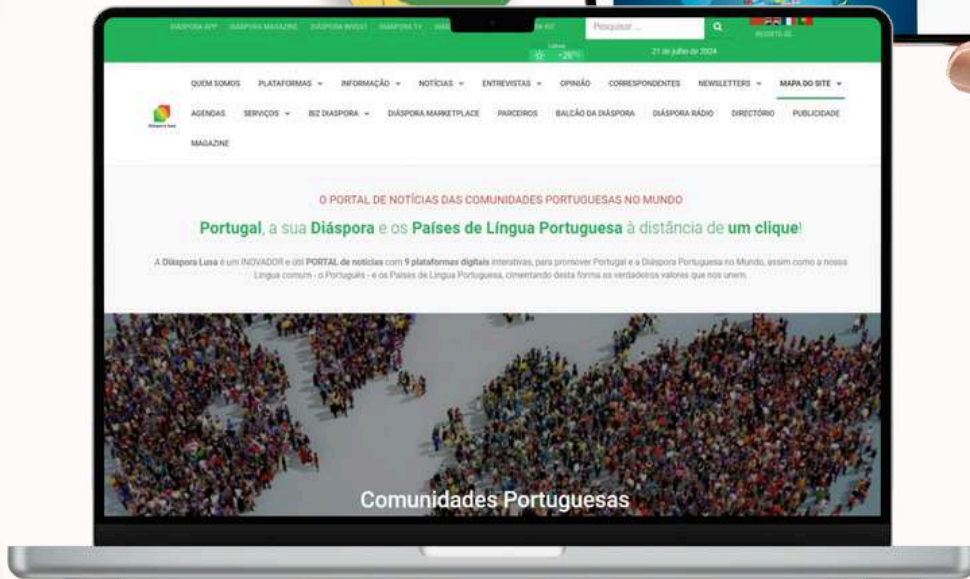 DIÁSPORA APP DIÁSPORA MAGAZINE DIÁSPORA INVEST DIÁSPORA TV
Pesquisar ...
REGISTE-SE
Lisboa
21 de julho de 2024
QUEM SOMOS PLATAFORMAS INFORMAÇÃO NOTÍCIAS ENTREVISTAS OPINIÃO CORRESPONDENTES NEWSLETTERS MAPA DO SITE
Diáspora Lusa
AGENDAS SERVIÇOS BIZ DIASPORA DIÁSPORA MARKETPLACE PARCEIROS BALCÃO DA DIÁSPORA DIÁSPORA RÁDIO DIRECTÓRIO PUBLICIDADE
MAGAZINE
O PORTAL DE NOTÍCIAS DAS COMUNIDADES PORTUGUESAS NO MUNDO
Portugal, a sua Diáspora e os Países de Língua Portuguesa à distância de um clique!
A Diáspora Lusa é um INOVADOR e útil PORTAL de notícias com 9 plataformas digitais interativas, para promover Portugal e a Diáspora Portuguesa no Mundo, assim como a nossa
Língua comum - o Português - e os Países de Língua Portuguesa, cimentando desta forma os verdadeiros valores que nos unem.
Comunidades Portuguesas